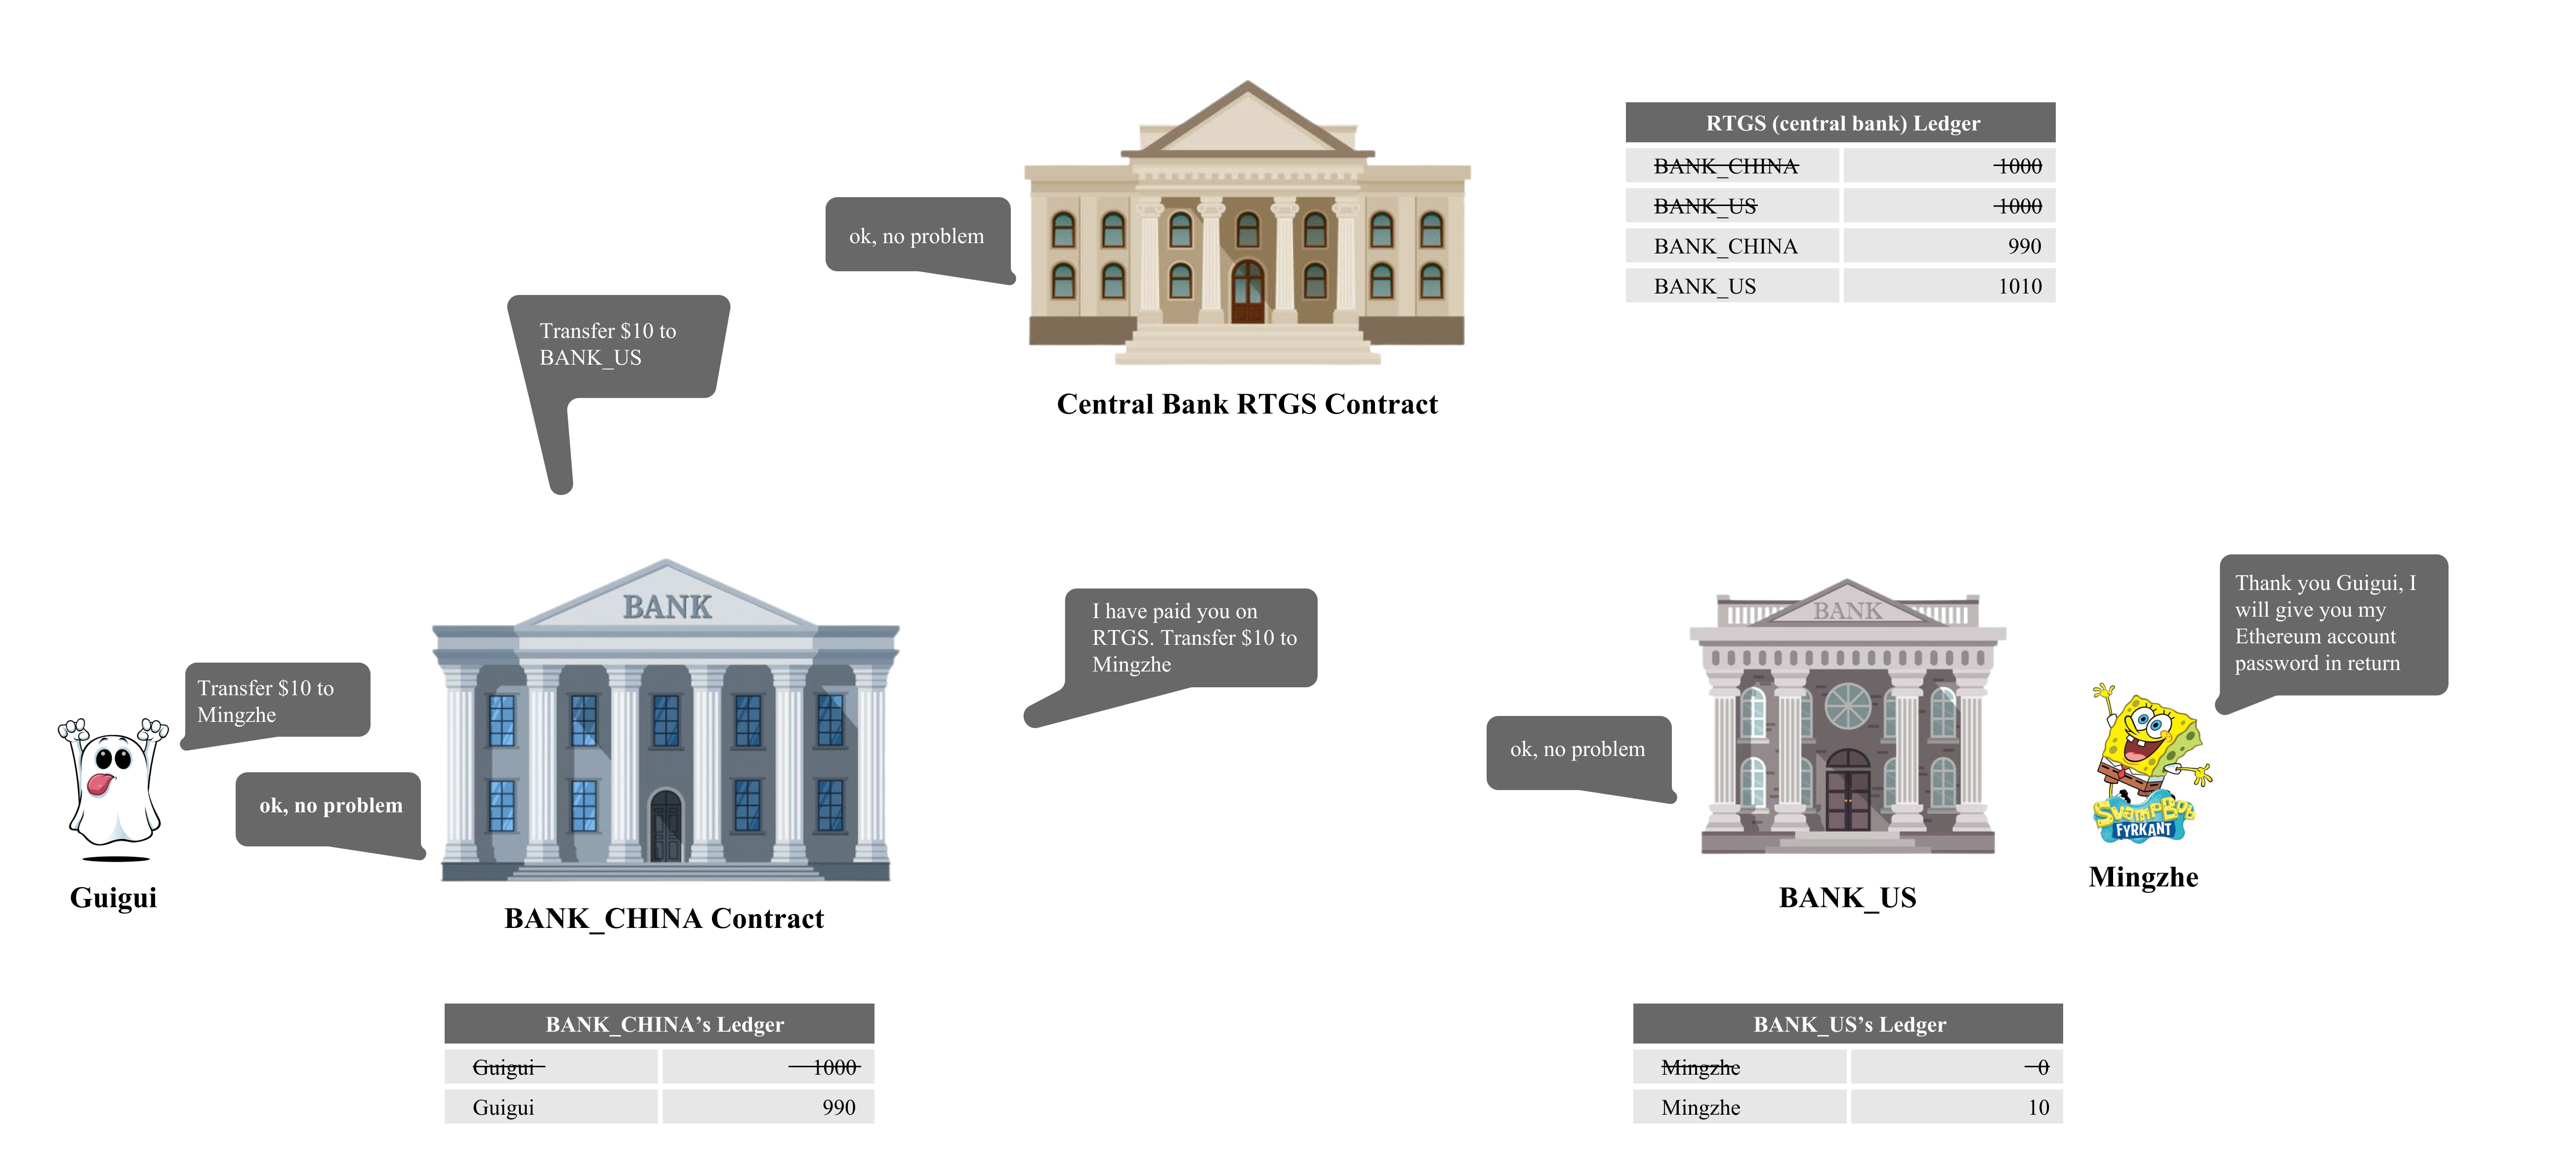 RTGS (central bank) Ledger
BANK_CHINA 1000
BANK_US 1000
BANK_CHINA 990
BANK_US 1010
ok, no problem
Transfer $10 to
BANK_US
Central Bank RTGS Contract
BANK
BANK
I have paid you on
RTGS. Transfer $10 to
Mingzhe
Thank you Guigui, I
will give you my
Ethereum account
password in return
Transfer $10 to
Mingzhe
ok, no problem
ok, no problem
SvampBob
FYRKANT
Guigui
BANK_CHINA Contract
BANK_US
Mingzhe
BANK_CHINA’s Ledger
Guigui 1000
Guigui 990
BANK_US’s Ledger
Mingzhe 0
Mingzhe 10